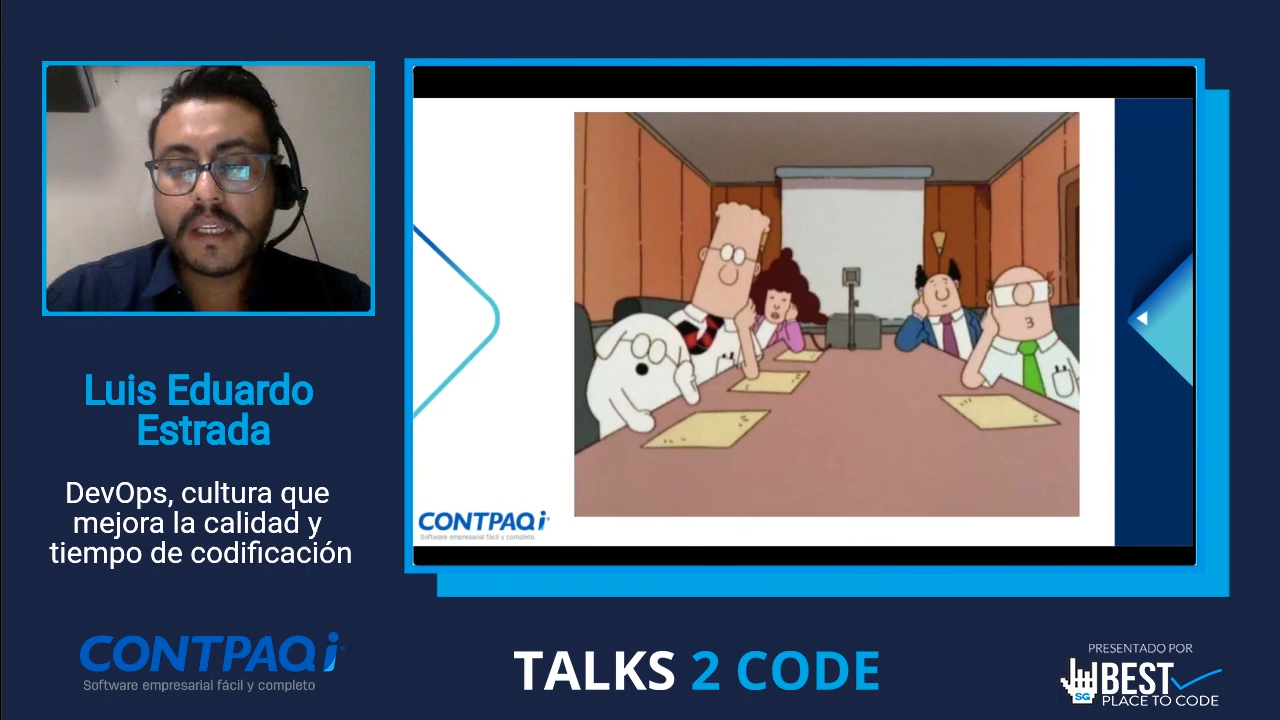 Luis Eduardo
Estrada
DevOps, cultura que
mejora la calidad y
tiempo de codificación
CONTPAQi
Software empresarial fácil y completo
CONTPAQi
Software empresarial fácil y completo
TALKS 2 CODE
PRESENTADO POR
SG
BEST
PLACE TO CODE